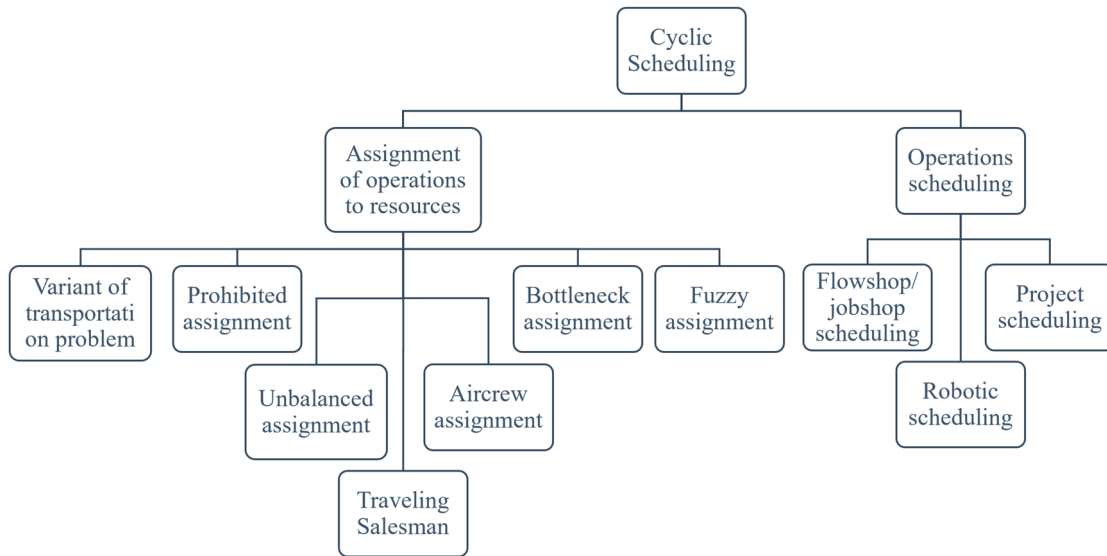 Cyclic
Scheduling
Assignment
of operations
to resources
Operations
scheduling
Variant of
transportati
on problem
Prohibited
assignment
Bottleneck
assignment
Fuzzy
assignment
Flowshop/
jobshop
scheduling
Project
scheduling
Unbalanced
assignment
Aircrew
assignment
Robotic
scheduling
Traveling
Salesman